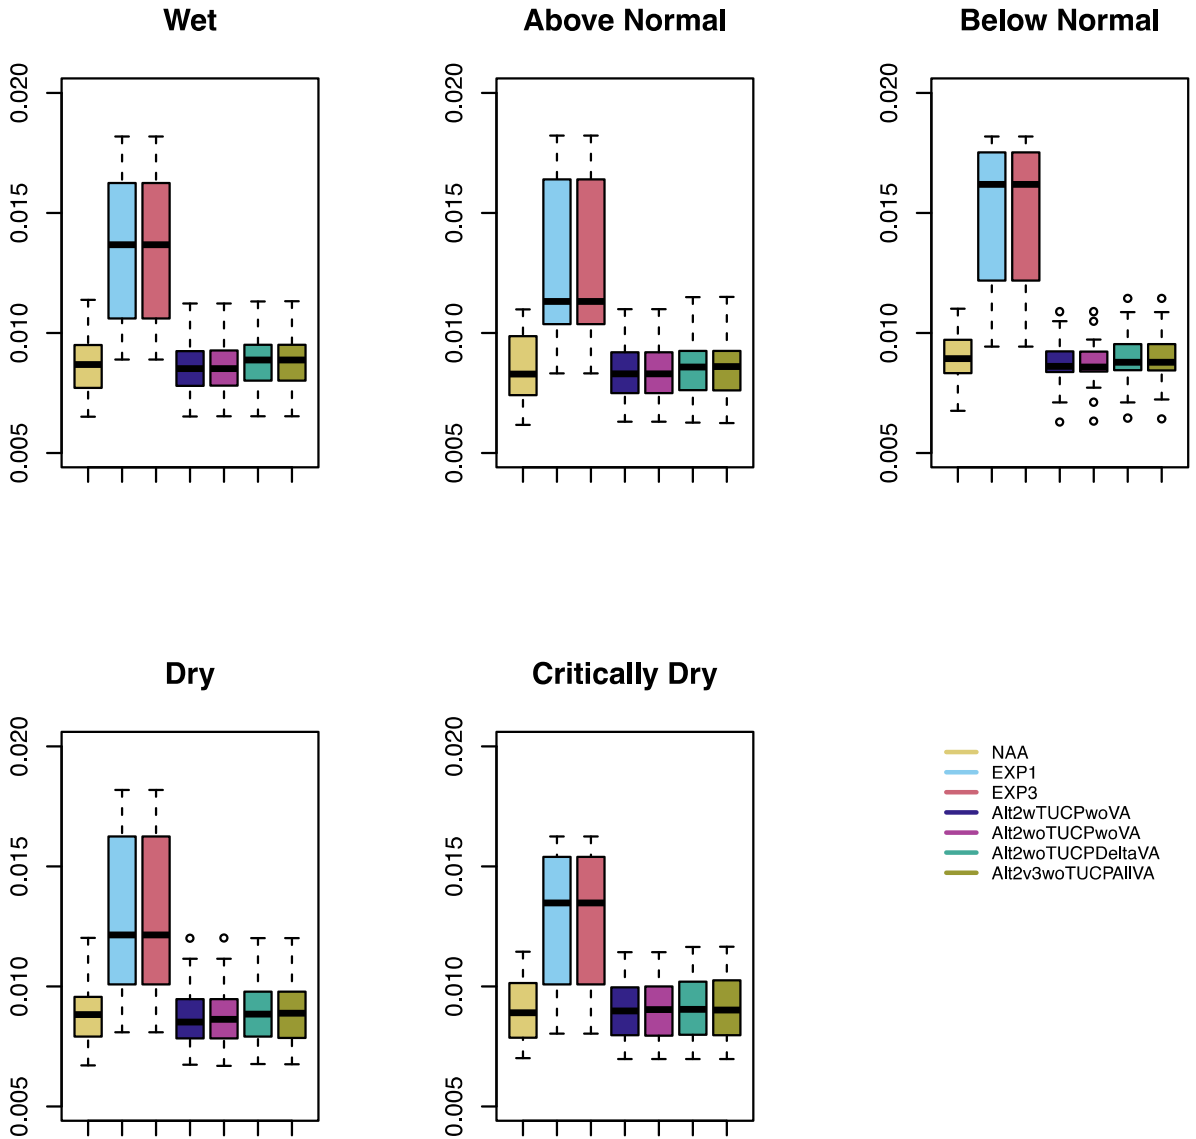 Wet
0.020
0.015
0.010
0.005
Above Normal
0.020
0.015
0.010
0.005
Below Normal
0.020
0.015
0.010
0.005
Dry
0.020
0.015
0.010
0.005
Critically Dry
0.020
0.015
0.010
0.005
NAA
EXP1
EXP3
Alt2wTUCPwoVA
Alt2woTUCPwoVA
Alt2woTUCPDeltaVA
Alt2v3woTUCPAllVA